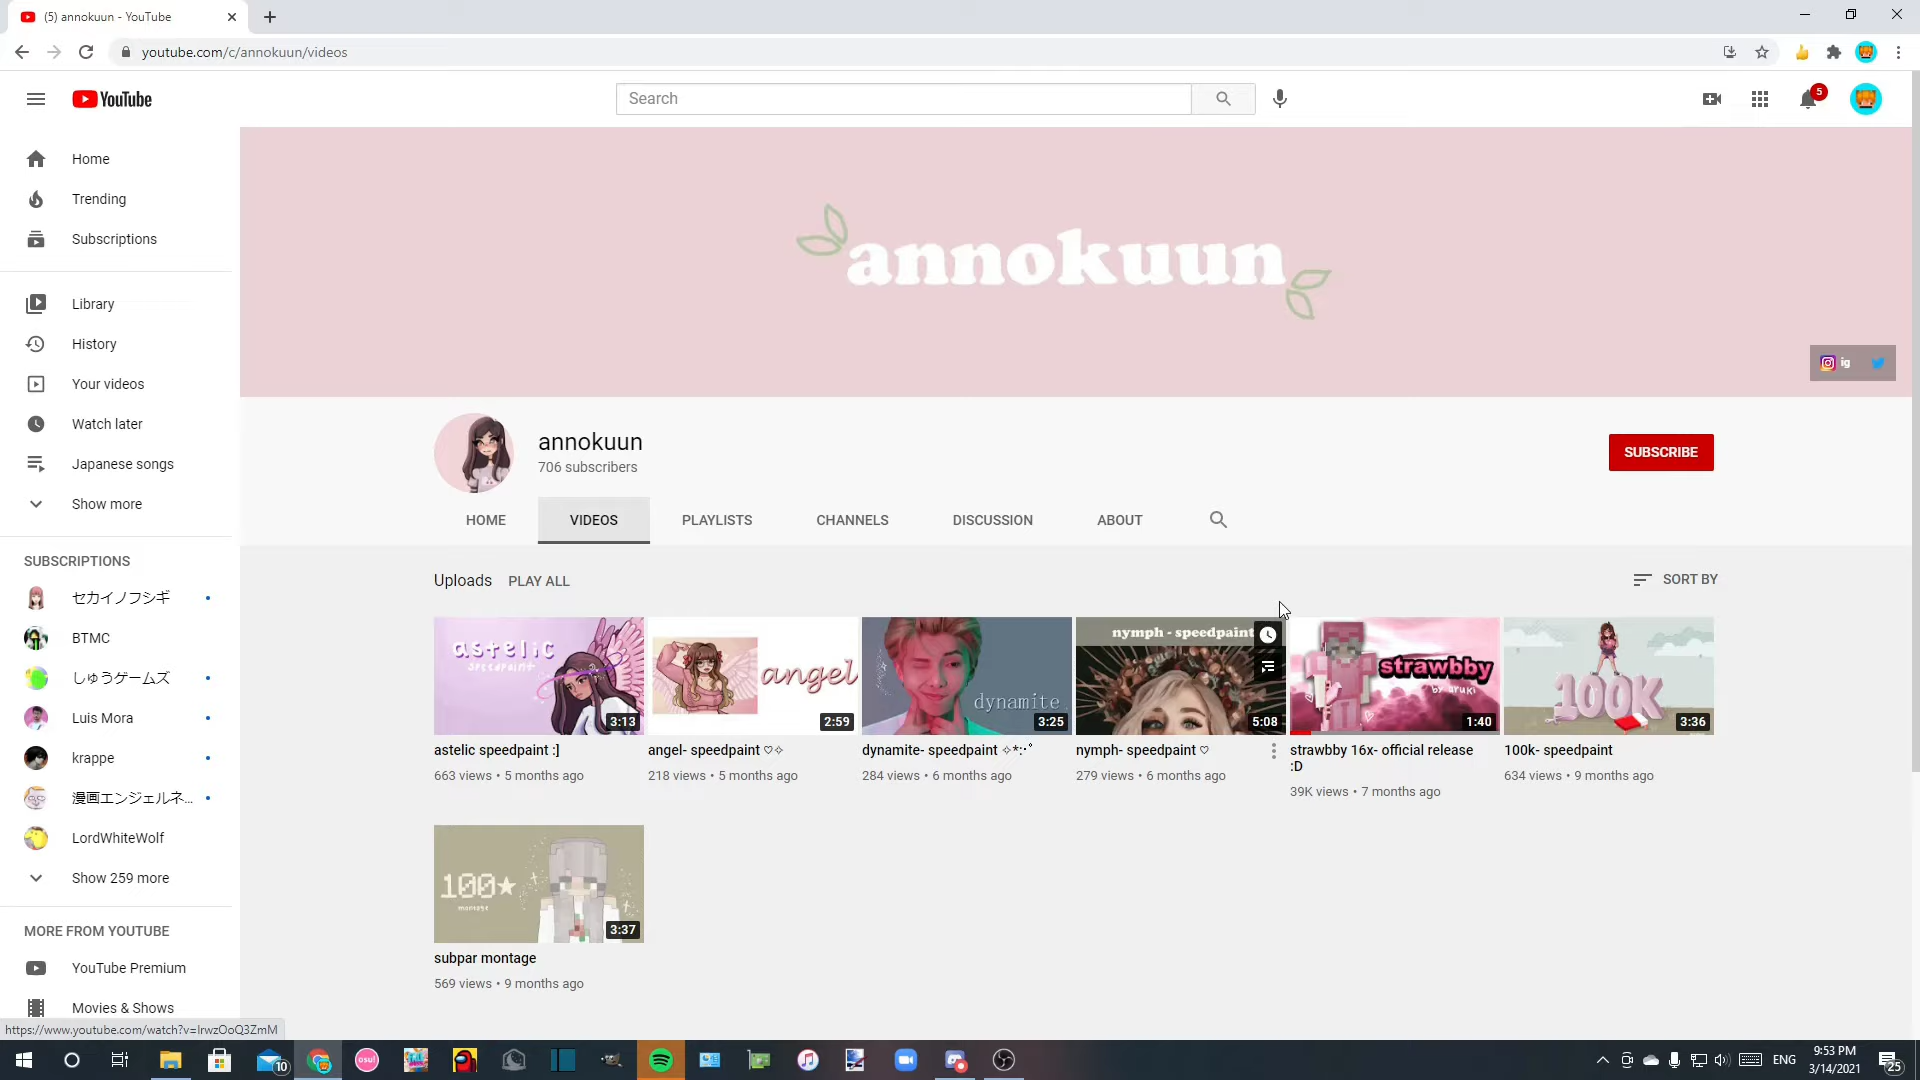 (5) annokuun - YouTube
youtube.com/c/annokuun/videos
YouTube
Search
5
Home
Trending
Subscriptions
Library
History
Your videos
Watch later
Japanese songs
Show more
SUBSCRIPTIONS
セカイノフシギ
BTMC
しゅうゲームズ
Luis Mora
krappe
漫画エンジェルネ...
LordWhiteWolf
Show 259 more
MORE FROM YOUTUBE
YouTube Premium
Movies & Shows
https://www.youtube.com/watch?v=IrwzOoQ3ZmM
annokuun
ig
annokuun
706 subscribers
SUBSCRIBE
HOME VIDEOS PLAYLISTS CHANNELS DISCUSSION ABOUT
Uploads PLAY ALL
SORT BY
astelic
speedpaint
3:13
astelic speedpaint :]
663 views • 5 months ago
angel
2:59
angel- speedpaint ♡✧
218 views • 5 months ago
dynamite
3:25
dynamite- speedpaint ✧*:･ﾟ
284 views • 6 months ago
nymph - speedpaint
5:08
nymph- speedpaint ♡
279 views • 6 months ago
strawbby
by aruki
1:40
strawbby 16x- official release
:D
39K views • 7 months ago
100K
3:36
100k- speedpaint
634 views • 9 months ago
100★
montage
3:37
subpar montage
569 views • 9 months ago
10
osu!
ENG
9:53 PM
3/14/2021
25